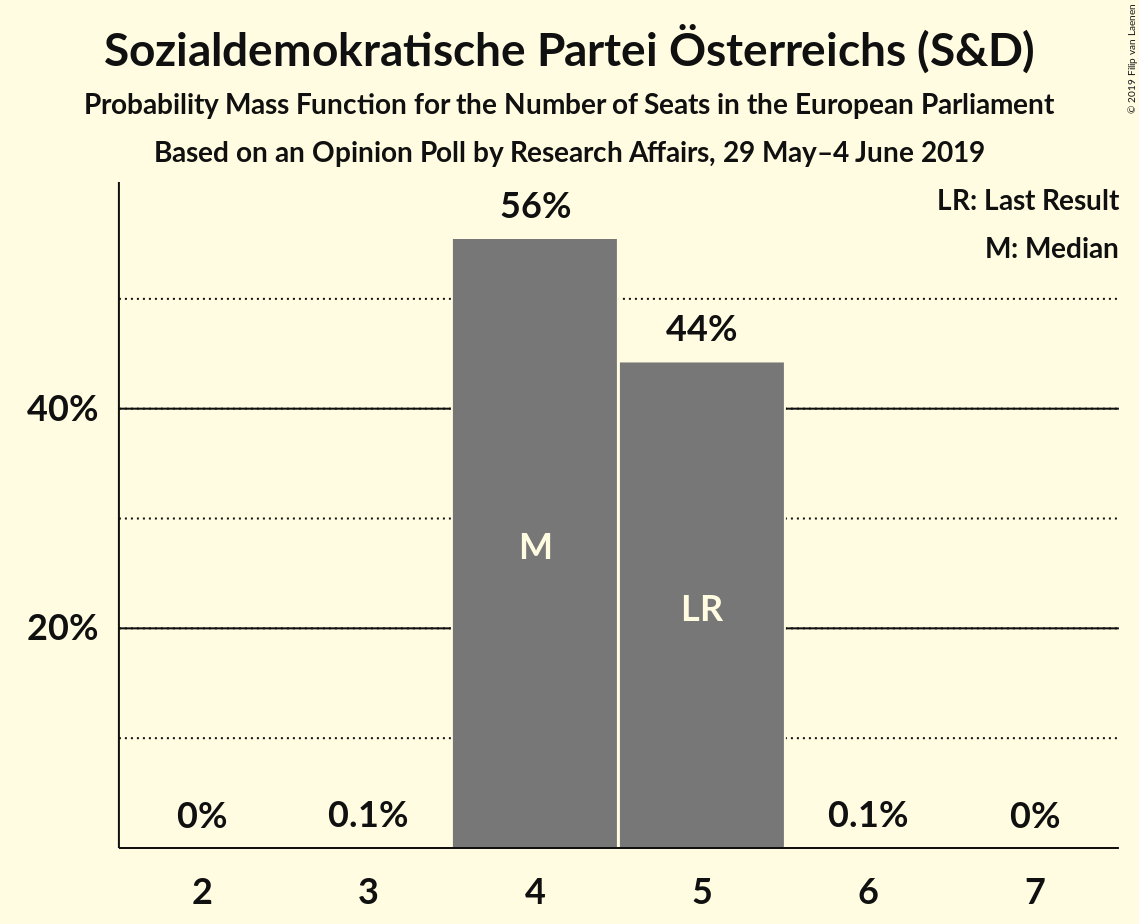 Sozialdemokratische Partei Österreichs (S&D)
Probability Mass Function for the Number of Seats in the European Parliament
Based on an Opinion Poll by Research Affairs, 29 May–4 June 2019
© 2019 Filip van Laenen
LR: Last Result
M: Median
56%
44%
40%
M
LR
20%
0%
0.1%
0.1%
0%
2
3
4
5
6
7